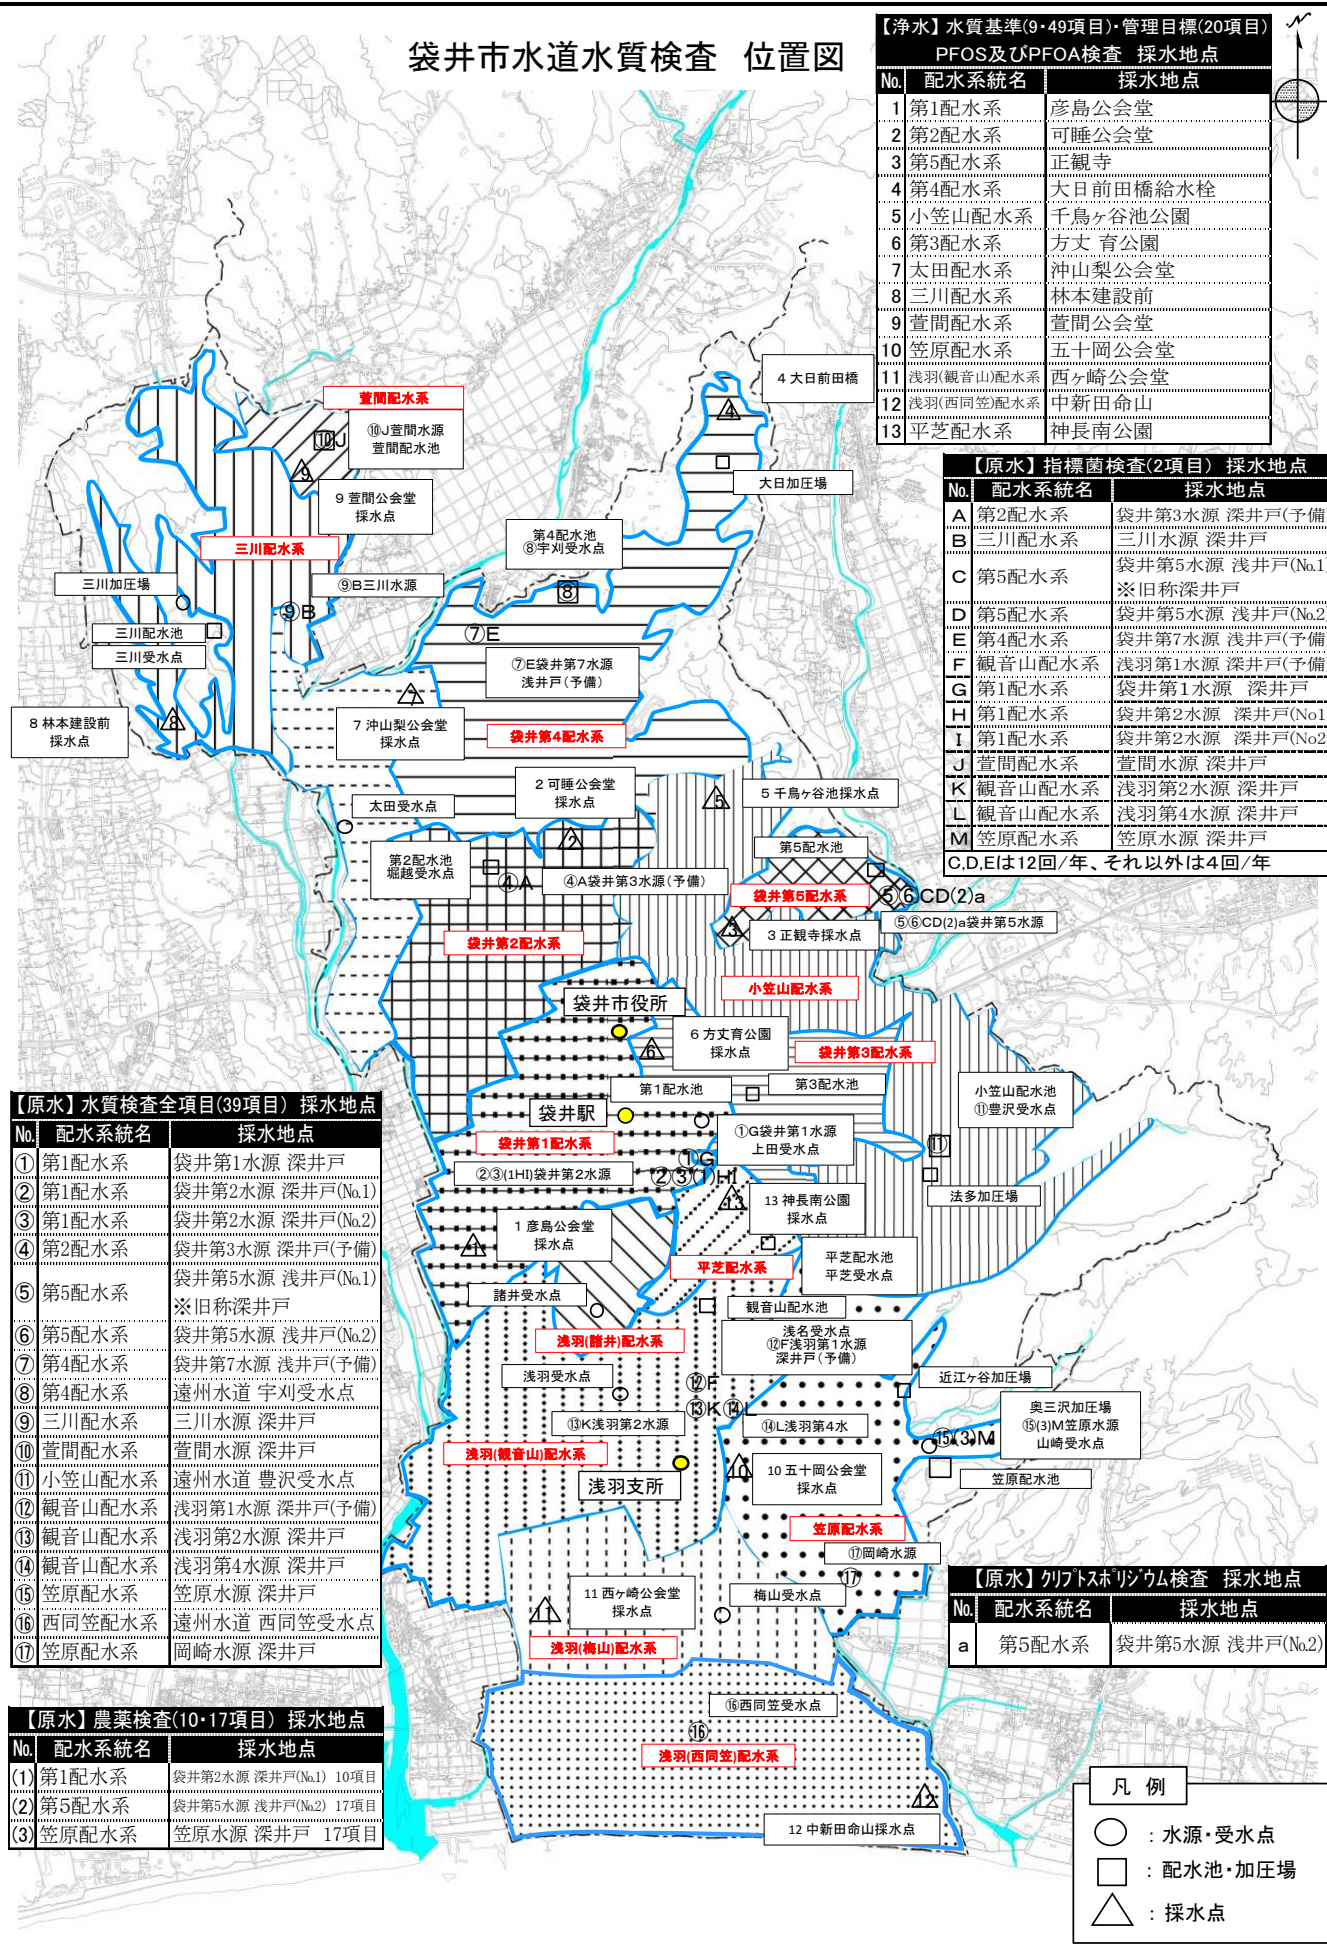 袋井市水道水質検査 位置図
【浄水】水質基準(9・49項目)・管理目標(20項目)
PFOS及びPFOA検査 採水地点
No. 配水系統名 採水地点
1 第1配水系 彦島公会堂
2 第2配水系 可睡公会堂
3 第5配水系 正観寺
4 第4配水系 大日前田橋給水栓
5 小笠山配水系 千鳥ヶ谷池公園
6 第3配水系 方丈 育公園
7 太田配水系 沖山梨公会堂
8 三川配水系 林本建設前
9 萱間配水系 萱間公会堂
10 笠原配水系 五十岡公会堂
11 浅羽(観音山)配水系 西ヶ崎公会堂
12 浅羽(西同笠)配水系 中新田命山
13 平芝配水系 神長南公園
【原水】指標菌検査(2項目) 採水地点
No. 配水系統名 採水地点
A 第2配水系 袋井第3水源 深井戸(予備
B 三川配水系 三川水源 深井戸
C 第5配水系 袋井第5水源 浅井戸(No.1)
※旧称深井戸
D 第5配水系 袋井第5水源 浅井戸(No.2
E 第4配水系 袋井第7水源 浅井戸(予備
F 観音山配水系 浅羽第1水源 深井戸(予備
G 第1配水系 袋井第1水源 深井戸
H 第1配水系 袋井第2水源 深井戸(No1
I 第1配水系 袋井第2水源 深井戸(No2
J 萱間配水系 萱間水源 深井戸
K 観音山配水系 浅羽第2水源 深井戸
L 観音山配水系 浅羽第4水源 深井戸
M 笠原配水系 笠原水源 深井戸
C,D,Eは12回/年、それ以外は4回/年
4 大日前田橋
4
大日加圧場
萱間配水系
⑩J萱間水源
萱間配水池
⑩J
9
9 萱間公会堂
採水点
三川配水系
第4配水池
⑧宇刈受水点
⑧
三川加圧場
⑨B三川水源
⑨B
三川配水池
三川受水点
⑦E
⑦E袋井第7水源
浅井戸(予備)
8 林本建設前
採水点
8
7
7 沖山梨公会堂
採水点
袋井第4配水系
2 可睡公会堂
採水点
5
5 千鳥ヶ谷池採水点
太田受水点
2
第2配水池
堀越受水点
④A
④A袋井第3水源(予備)
第5配水池
袋井第5配水系
⑤⑥CD(2)a
⑤⑥CD(2)a袋井第5水源
3
3 正観寺採水点
袋井第2配水系
小笠山配水系
袋井市役所
6
6 方丈育公園
採水点
袋井第3配水系
第1配水池
第3配水池
小笠山配水池
⑪豊沢受水点
⑪
袋井駅
袋井第1配水系
①G袋井第1水源
上田受水点
①G
②③(1HI)袋井第2水源
②③(1)HI
法多加圧場
13
13 神長南公園
採水点
1 彦島公会堂
採水点
1
平芝配水系
平芝配水池
平芝受水点
諸井受水点
観音山配水池
浅羽(諸井)配水系
浅名受水点
⑫F浅羽第1水源
深井戸(予備)
浅羽受水点
⑫F
近江ヶ谷加圧場
⑬K浅羽第2水源
⑬K⑭L
⑭L浅羽第4水
奥三沢加圧場
⑮(3)M笠原水源
山崎受水点
⑮(3)M
浅羽(観音山)配水系
浅羽支所
10
10 五十岡公会堂
採水点
笠原配水池
笠原配水系
⑰岡崎水源
⑰
11
11 西ヶ崎公会堂
採水点
梅山受水点
浅羽(梅山)配水系
⑯西同笠受水点
⑯
浅羽(西同笠)配水系
12
12 中新田命山採水点
【原水】水質検査全項目(39項目) 採水地点
No. 配水系統名 採水地点
① 第1配水系 袋井第1水源 深井戸
② 第1配水系 袋井第2水源 深井戸(No.1)
③ 第1配水系 袋井第2水源 深井戸(No.2)
④ 第2配水系 袋井第3水源 深井戸(予備)
⑤ 第5配水系 袋井第5水源 浅井戸(No.1)
※旧称深井戸
⑥ 第5配水系 袋井第5水源 浅井戸(No.2)
⑦ 第4配水系 袋井第7水源 浅井戸(予備)
⑧ 第4配水系 遠州水道 宇刈受水点
⑨ 三川配水系 三川水源 深井戸
⑩ 萱間配水系 萱間水源 深井戸
⑪ 小笠山配水系 遠州水道 豊沢受水点
⑫ 観音山配水系 浅羽第1水源 深井戸(予備)
⑬ 観音山配水系 浅羽第2水源 深井戸
⑭ 観音山配水系 浅羽第4水源 深井戸
⑮ 笠原配水系 笠原水源 深井戸
⑯ 西同笠配水系 遠州水道 西同笠受水点
⑰ 笠原配水系 岡崎水源 深井戸
【原水】農薬検査(10・17項目) 採水地点
No. 配水系統名 採水地点
(1) 第1配水系 袋井第2水源 深井戸(No.1) 10項目
(2) 第5配水系 袋井第5水源 浅井戸(No.2) 17項目
(3) 笠原配水系 笠原水源 深井戸 17項目
【原水】クリプトスポリジウム検査 採水地点
No. 配水系統名 採水地点
a 第5配水系 袋井第5水源 浅井戸(No.2)
凡 例
○ : 水源・受水点
□ : 配水池・加圧場
△ : 採水点